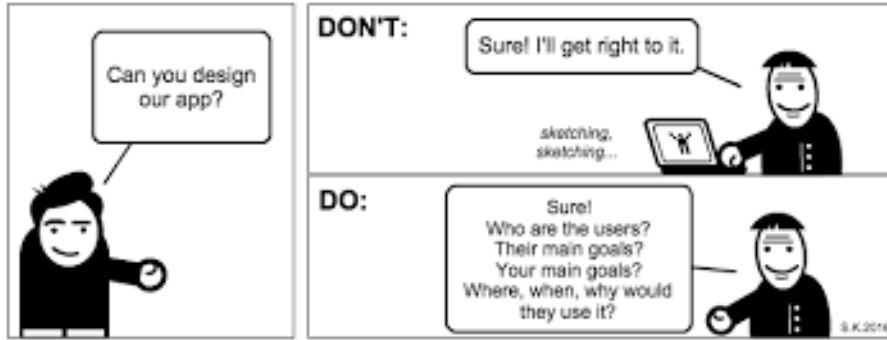 Can you design
our app?
DON'T:
Sure! I'll get right to it.
sketching,
sketching...
DO:
Sure!
Who are the users?
Their main goals?
Your main goals?
Where, when, why would
they use it?
S.K.2016